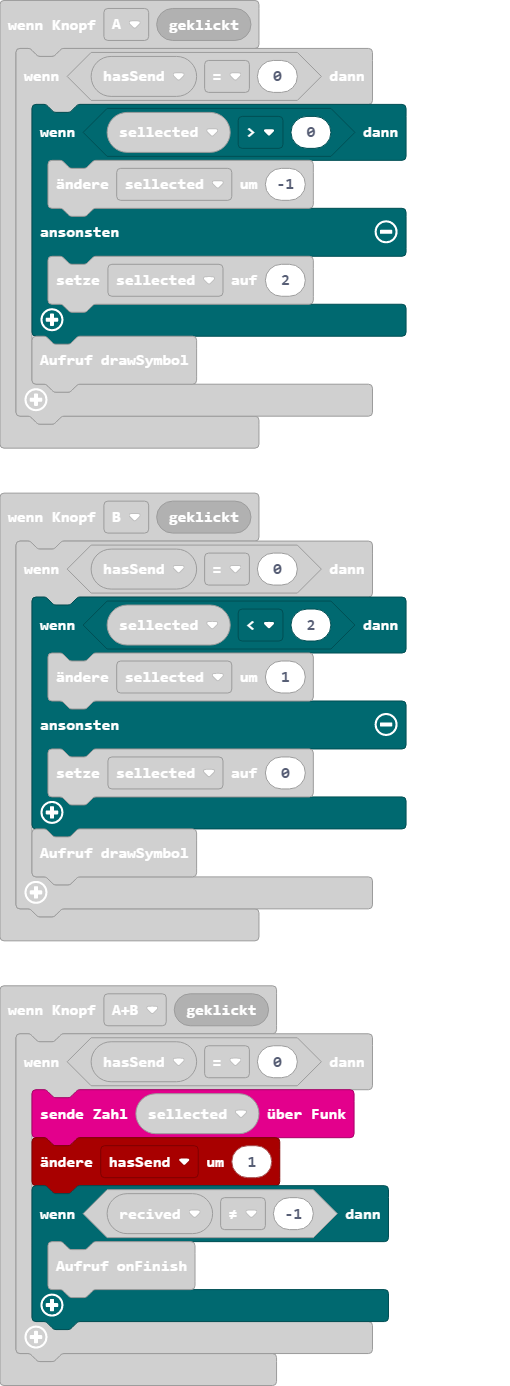 wenn Knopf A geklickt
wenn hasSend = 0 dann
wenn sellected > 0 dann
ändere sellected um -1
ansonsten
setze sellected auf 2
Aufruf drawSymbol
wenn Knopf B geklickt
wenn hasSend = 0 dann
wenn sellected < 2 dann
ändere sellected um 1
ansonsten
setze sellected auf 0
Aufruf drawSymbol
wenn Knopf A+B geklickt
wenn hasSend = 0 dann
sende Zahl sellected über Funk
ändere hasSend um 1
wenn recived ≠ -1 dann
Aufruf onFinish